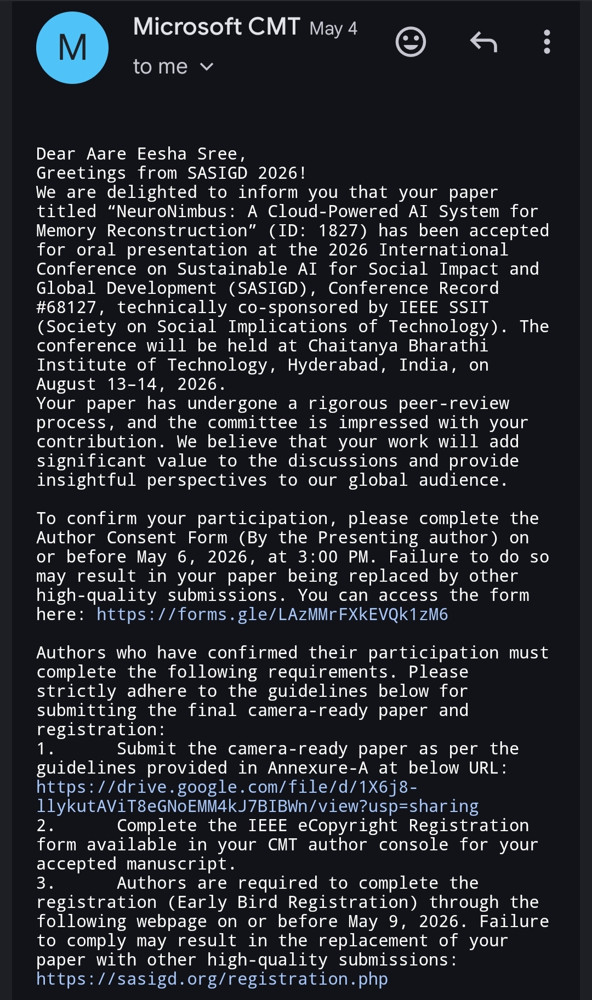 M
Microsoft CMT May 4
to me
Dear Aare Eesha Sree,
Greetings from SASIGD 2026!
We are delighted to inform you that your paper
titled “NeuroNimbus: A Cloud-Powered AI System for
Memory Reconstruction” (ID: 1827) has been accepted
for oral presentation at the 2026 International
Conference on Sustainable AI for Social Impact and
Global Development (SASIGD), Conference Record
#68127, technically co-sponsored by IEEE SSIT
(Society on Social Implications of Technology). The
conference will be held at Chaitanya Bharathi
Institute of Technology, Hyderabad, India, on
August 13–14, 2026.
Your paper has undergone a rigorous peer-review
process, and the committee is impressed with your
contribution. We believe that your work will add
significant value to the discussions and provide
insightful perspectives to our global audience.
To confirm your participation, please complete the
Author Consent Form (By the Presenting author) on
or before May 6, 2026, at 3:00 PM. Failure to do so
may result in your paper being replaced by other
high-quality submissions. You can access the form
here: https://forms.gle/LAzMMrFXkEVQk1zM6
Authors who have confirmed their participation must
complete the following requirements. Please
strictly adhere to the guidelines below for
submitting the final camera-ready paper and
registration:
1. Submit the camera-ready paper as per the
guidelines provided in Annexure-A at below URL:
https://drive.google.com/file/d/1X6j8-
llykutAViT8eGNoEMM4kJ7BIBWn/view?usp=sharing
2. Complete the IEEE eCopyright Registration
form available in your CMT author console for your
accepted manuscript.
3. Authors are required to complete the
registration (Early Bird Registration) through the
following webpage on or before May 9, 2026. Failure
to comply may result in the replacement of your
paper with other high-quality submissions:
https://sasigd.org/registration.php